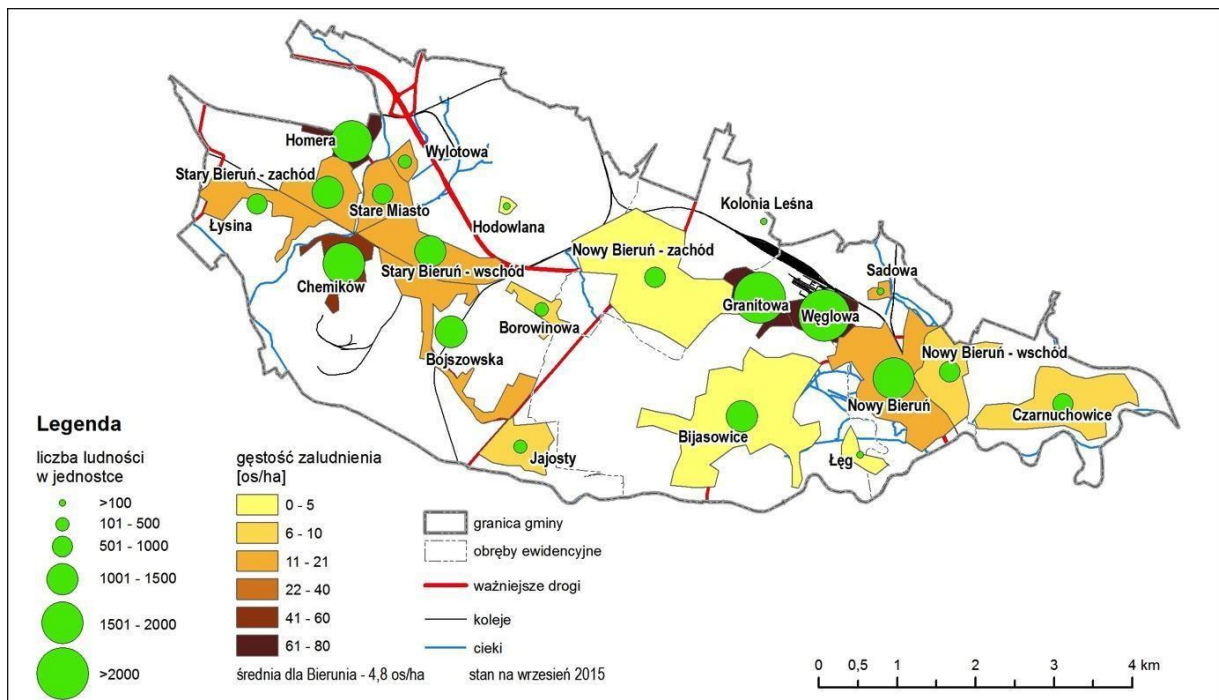 Homera
Wylotowa
Stary Bieruń - zachód
Stare Miasto
Łysina
Hodowlana
Kolonia Leśna
Chemików
Stary Bieruń - wschód
Nowy Bieruń - zachód
Sadowa
Granitowa
Węglowa
Borowinowa
Bojszowska
Nowy Bieruń - wschód
Nowy Bieruń
Czarnuchowice
Bijasowice
Jajosty
Łęg
Legenda
liczba ludności
w jednostce
>100
101 - 500
501 - 1000
1001 - 1500
1501 - 2000
>2000
gęstość zaludnienia
[os/ha]
0 - 5
6 - 10
11 - 21
22 - 40
41 - 60
61 - 80
średnia dla Bierunia - 4,8 os/ha
granica gminy
obręby ewidencyjne
ważniejsze drogi
koleje
cieki
stan na wrzesień 2015
0 0,5 1 2 3 4 km